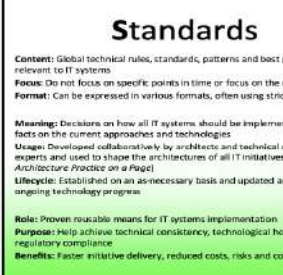 Standards
Content: Global technical rules, standards, patterns and best
relevant to IT systems
Focus: Do not focus on specific points in time or focus on the
Format: Can be expressed in various formats, often using stric
Meaning: Decisions on how all IT systems should be implemen
facts on the current approaches and technologies
Usage: Developed collaboratively by architects and technical
experts and used to shape the architectures of all IT initiatives
Architecture Practice on a Page)
Lifecycle: Established on an as-necessary basis and updated a
ongoing technology progress
Role: Proven reusable means for IT systems implementation
Purpose: Help achieve technical consistency, technological ho
regulatory compliance
Benefits: Faster initiative delivery, reduced costs, risks and co